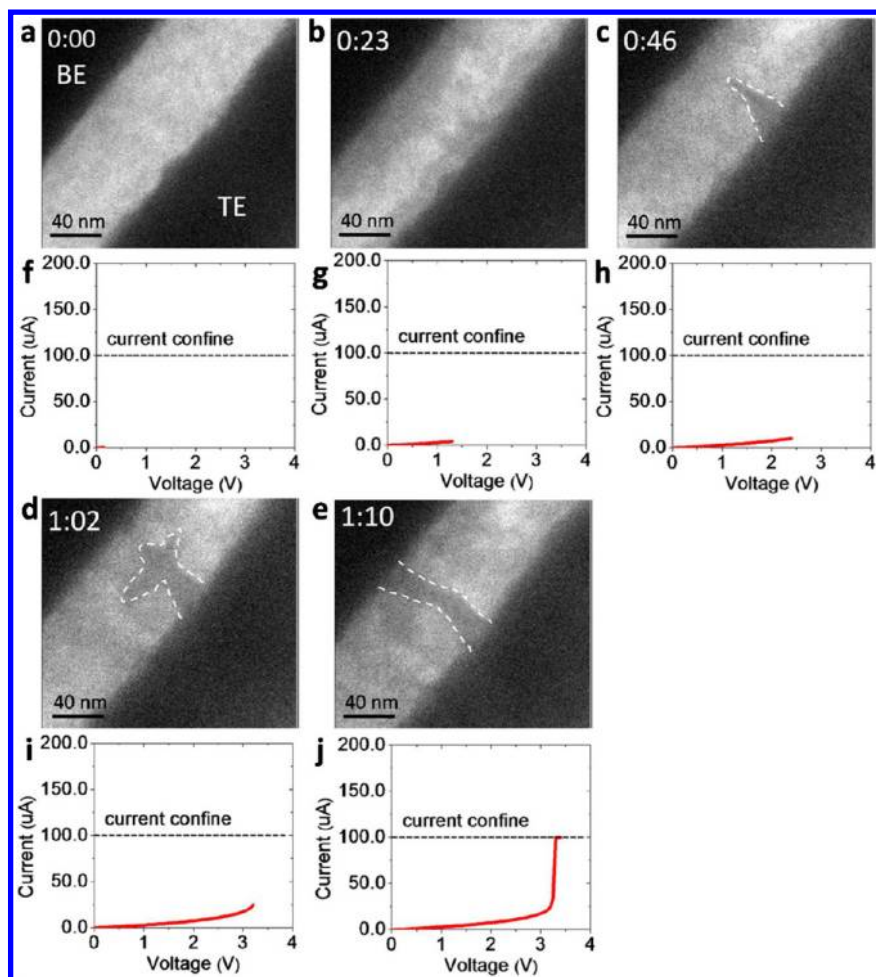 a
0:00
BE
TE
40 nm
b
0:23
40 nm
c
0:46
40 nm
f
200.0
150.0
100.0
50.0
0.0
current confine
0 1 2 3 4
Current (uA)
Voltage (V)
g
200.0
150.0
100.0
50.0
0.0
current confine
0 1 2 3 4
Current (uA)
Voltage (V)
h
200.0
150.0
100.0
50.0
0.0
current confine
0 1 2 3 4
Current (uA)
Voltage (V)
d
1:02
40 nm
e
1:10
40 nm
i
200.0
150.0
100.0
50.0
0.0
current confine
0 1 2 3 4
Current (uA)
Voltage (V)
j
200.0
150.0
100.0
50.0
0.0
current confine
0 1 2 3 4
Current (uA)
Voltage (V)